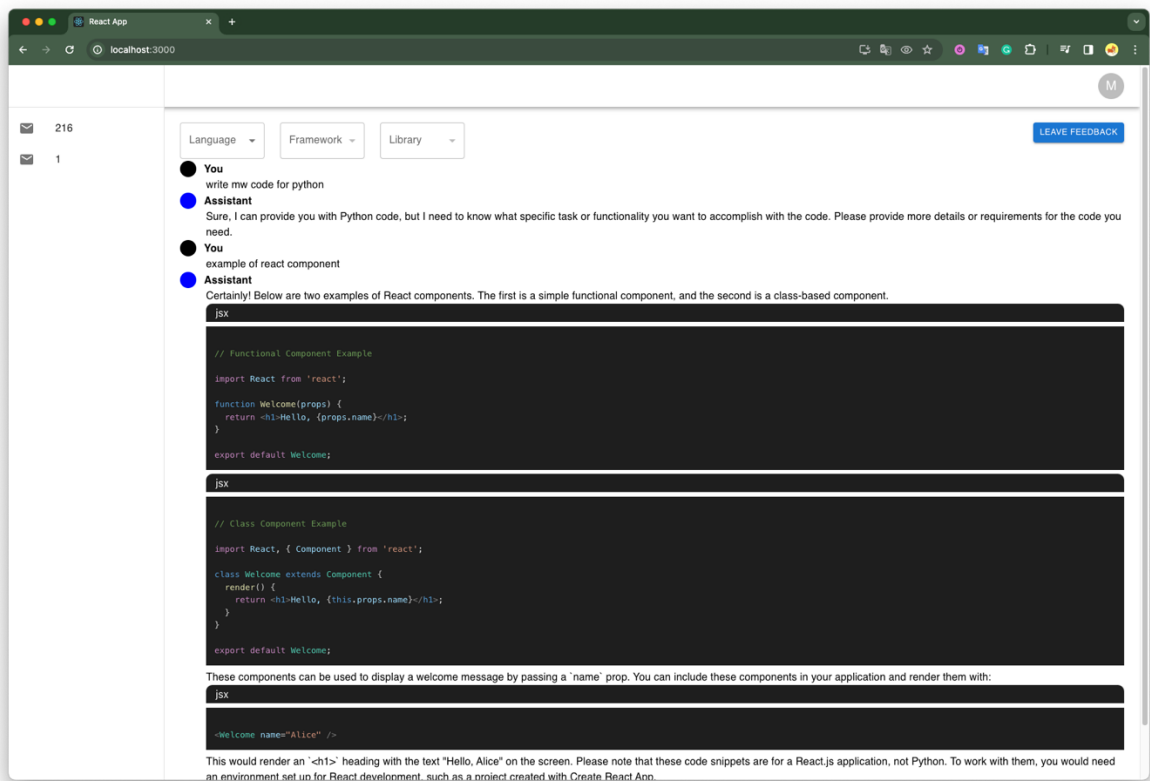 React App
localhost:3000
M
216
1
Language
Framework
Library
LEAVE FEEDBACK
You
write mw code for python
Assistant
Sure, I can provide you with Python code, but I need to know what specific task or functionality you want to accomplish with the code. Please provide more details or requirements for the code you
need.
You
example of react component
Assistant
Certainly! Below are two examples of React components. The first is a simple functional component, and the second is a class-based component.
jsx
// Functional Component Example
import React from 'react';
function Welcome(props) {
  return <h1>Hello, {props.name}</h1>;
}
export default Welcome;
jsx
// Class Component Example
import React, { Component } from 'react';
class Welcome extends Component {
  render() {
    return <h1>Hello, {this.props.name}</h1>;
  }
}
export default Welcome;
These components can be used to display a welcome message by passing a `name` prop. You can include these components in your application and render them with:
jsx
<Welcome name="Alice" />
This would render an `<h1>` heading with the text "Hello, Alice" on the screen. Please note that these code snippets are for a React.js application, not Python. To work with them, you would need
an environment set up for React development, such as a project created with Create React App.